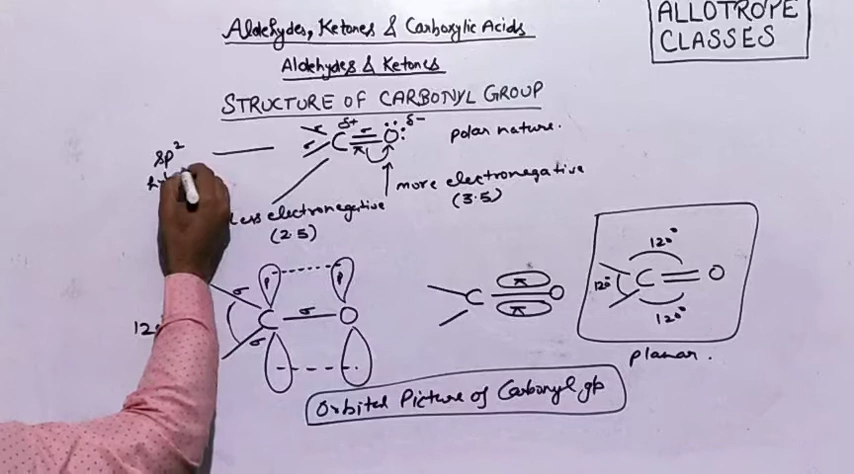 ALLOTROPE
CLASSES
Aldehydes, Ketones & Carboxylic Acids
Aldehydes & Ketones
STRUCTURE OF CARBONYL GROUP
δ+ δ-
σ C σ O
π
polar nature.
sp²
more electronegative
(3.5)
less electronegative
(2.5)
P P
σ C σ O
σ
C π O
π
120°
120° C O
120°
planar.
Orbital Picture of Carbonyl gp